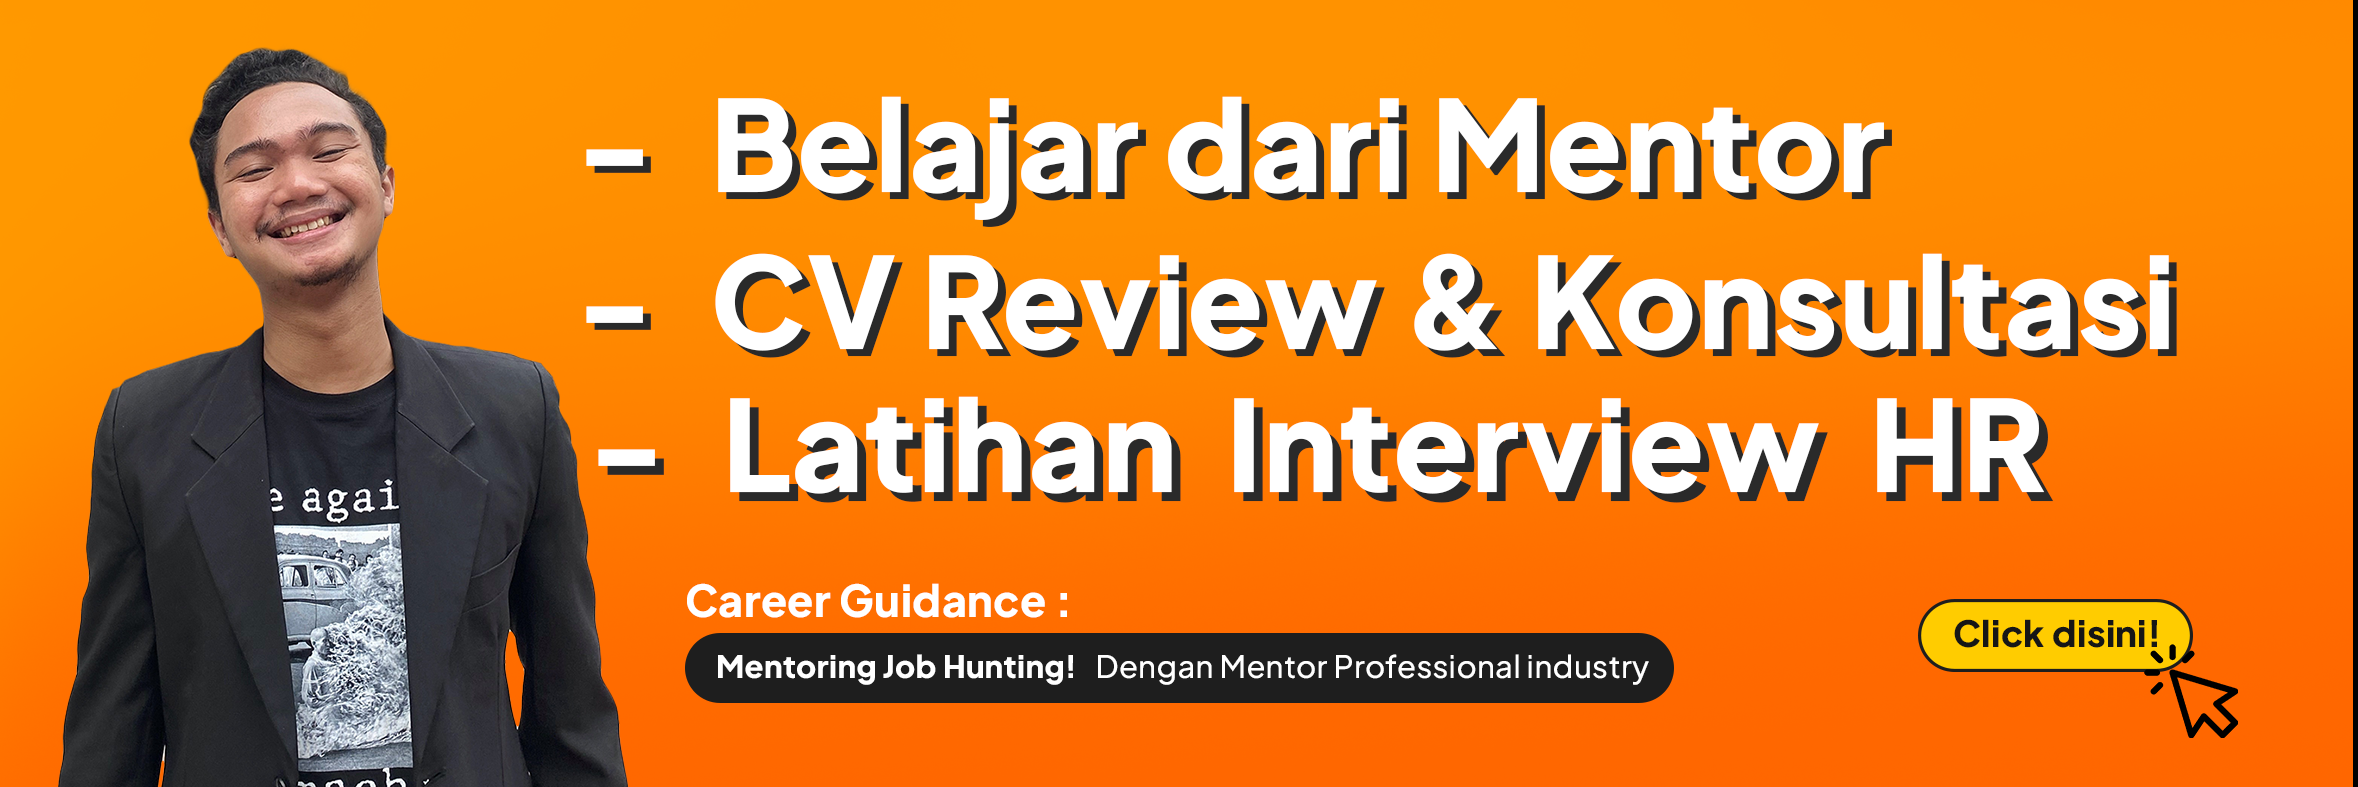 - Belajar dari Mentor
- CV Review & Konsultasi
- Latihan Interview HR
e agai
Career Guidance :
Mentoring Job Hunting! Dengan Mentor Professional industry
Click disini!